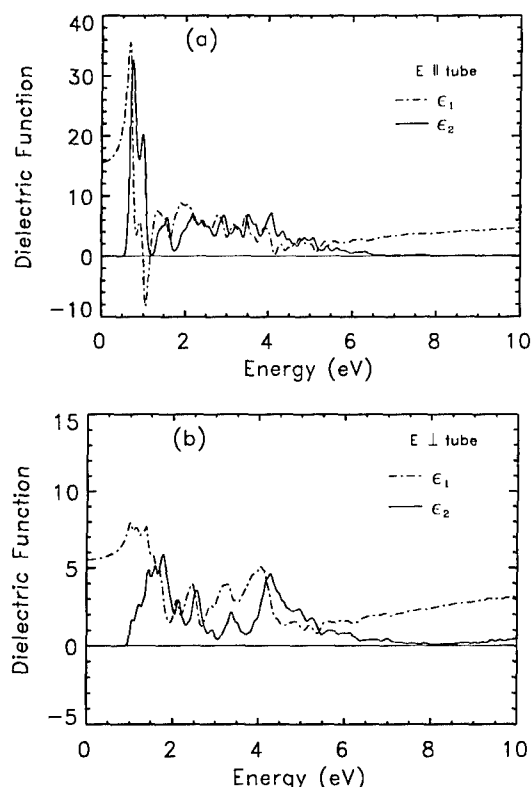 (a)
E ∥ tube
ϵ₁
ϵ₂
Dielectric Function
40
30
20
10
0
−10
0
2
4
6
8
10
Energy (eV)
(b)
E ⊥ tube
ϵ₁
ϵ₂
Dielectric Function
15
10
5
0
−5
0
2
4
6
8
10
Energy (eV)